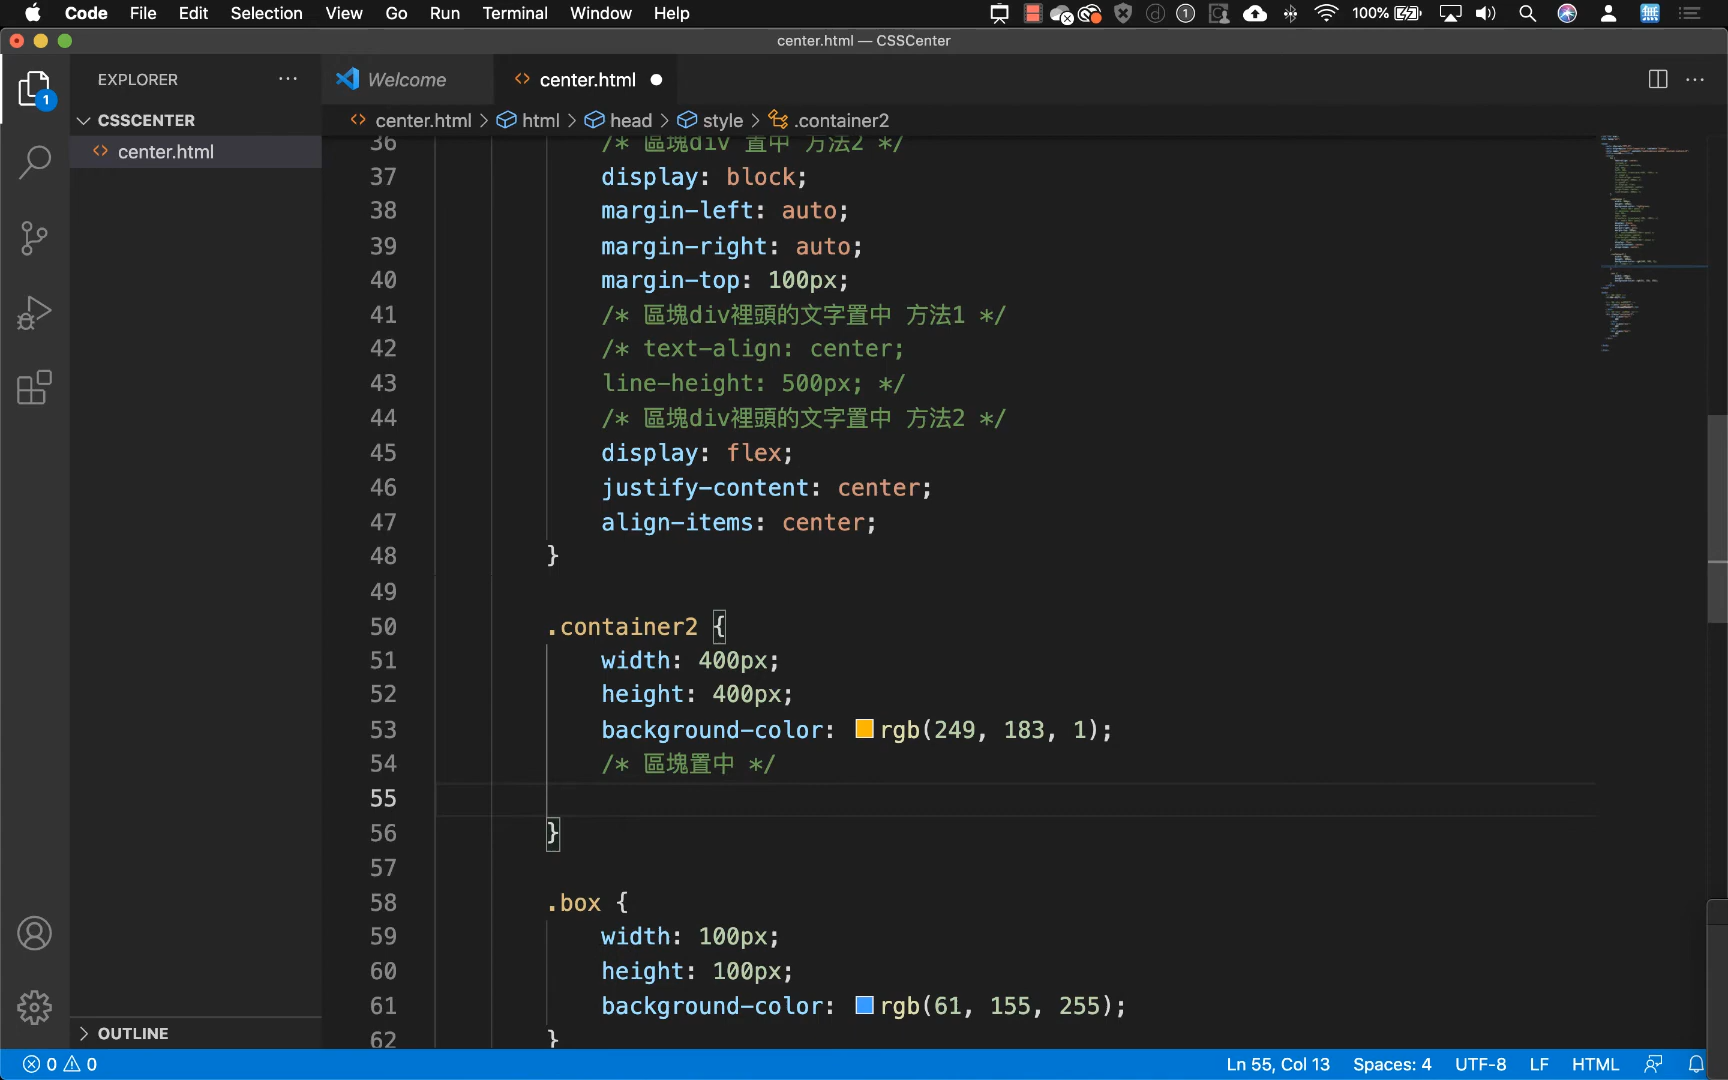 Code File Edit Selection View Go Run Terminal Window Help 100%
center.html — CSSCenter
EXPLORER
Welcome
center.html
1
CSSCENTER
center.html > html > head > style > .container2
center.html
36 /* 區塊div 置中 方法2 */
37 display: block;
38 margin-left: auto;
39 margin-right: auto;
40 margin-top: 100px;
41 /* 區塊div裡頭的文字置中 方法1 */
42 /* text-align: center;
43 line-height: 500px; */
44 /* 區塊div裡頭的文字置中 方法2 */
45 display: flex;
46 justify-content: center;
47 align-items: center;
48 }
49
50 .container2 {
51 width: 400px;
52 height: 400px;
53 background-color: rgb(249, 183, 1);
54 /* 區塊置中 */
55
56 }
57
58 .box {
59 width: 100px;
60 height: 100px;
61 background-color: rgb(61, 155, 255);
62 }
OUTLINE
0 0 Ln 55, Col 13 Spaces: 4 UTF-8 LF HTML